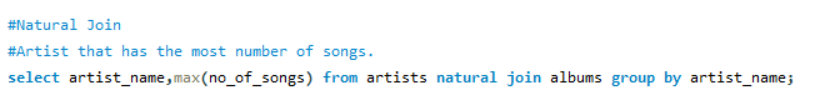 #Natural Join
#Artist that has the most number of songs.
select artist_name,max(no_of_songs) from artists natural join albums group by artist_name;